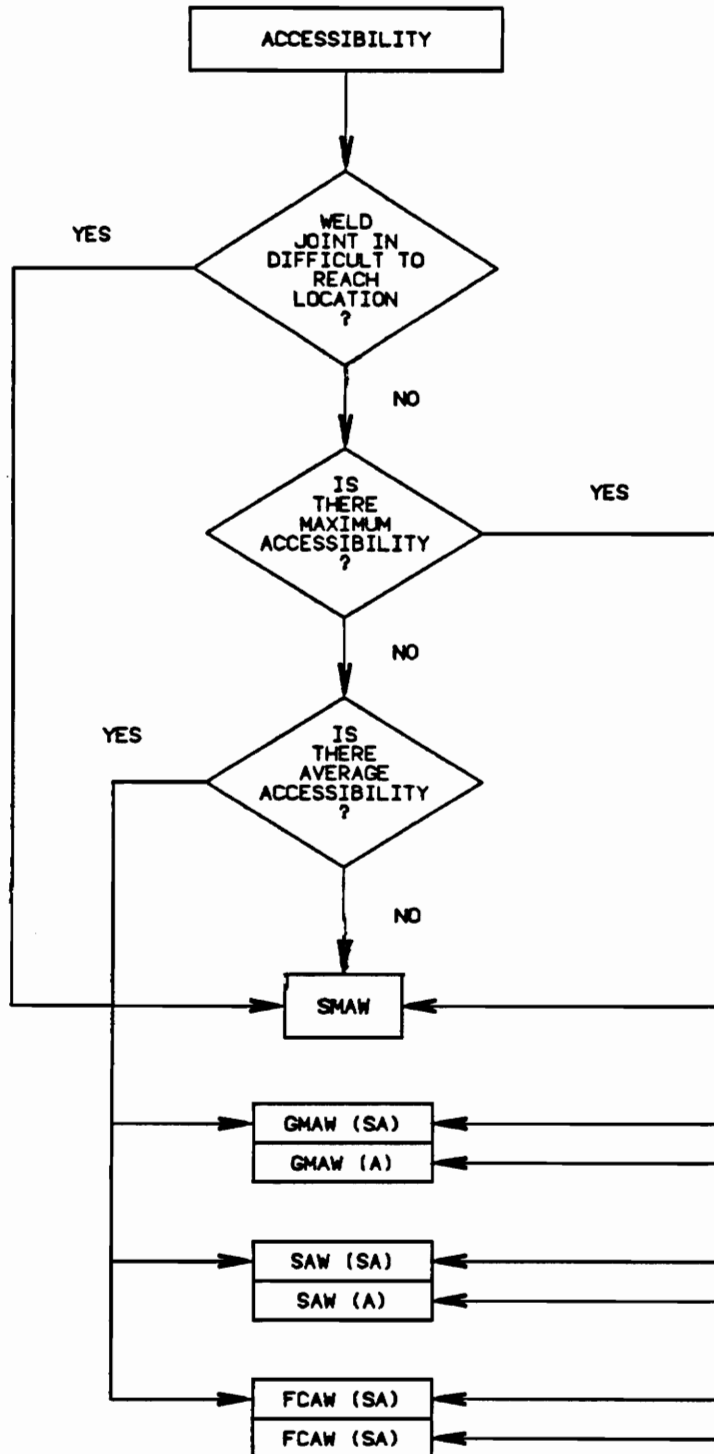 ACCESSIBILITY
WELD
JOINT IN
DIFFICULT TO
REACH
LOCATION
?
YES
NO
IS
THERE
MAXIMUM
ACCESSIBILITY
?
YES
NO
IS
THERE
AVERAGE
ACCESSIBILITY
?
YES
NO
SMAW
GMAW (SA)
GMAW (A)
SAW (SA)
SAW (A)
FCAW (SA)
FCAW (SA)